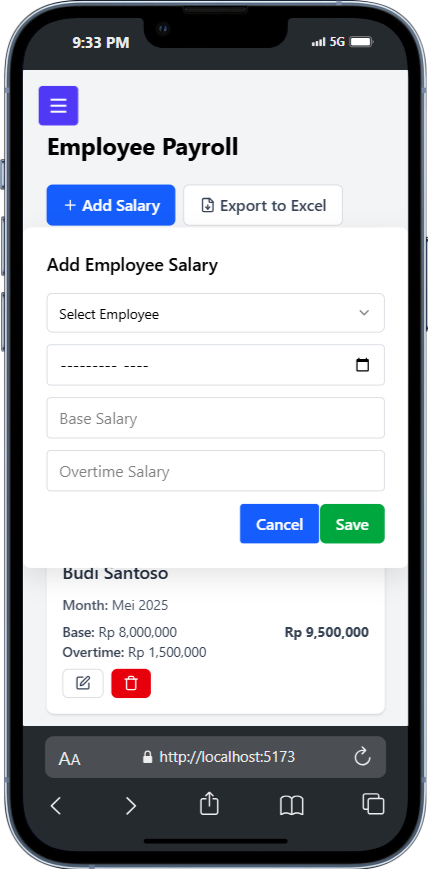 9:33 PM 5G
Employee Payroll
+ Add Salary Export to Excel
Add Employee Salary
Select Employee
--------- ----
Base Salary
Overtime Salary
Cancel Save
Budi Santoso
Month: Mei 2025
Base: Rp 8,000,000 Rp 9,500,000
Overtime: Rp 1,500,000
AA http://localhost:5173